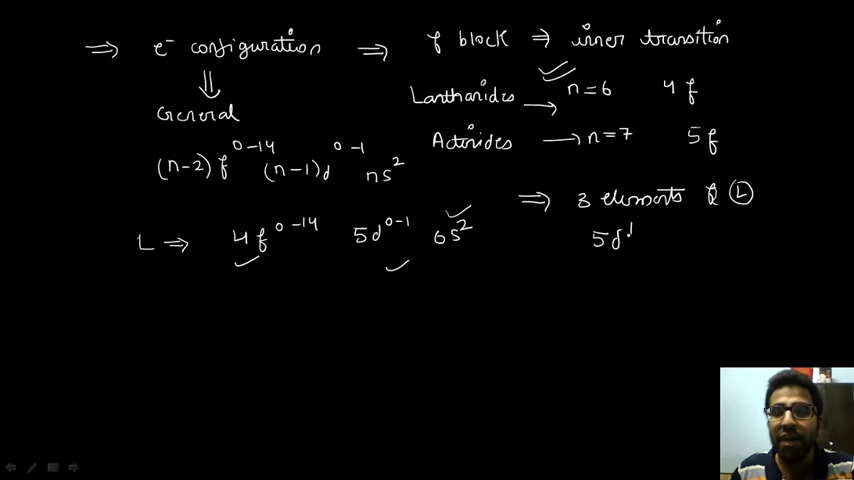 ⇒ e⁻ configuration ⇒ f block ⇒ inner transition
⇓
General
(n-2) f⁰⁻¹⁴ (n-1)d⁰⁻¹ ns²
Lanthanides → n=6 4f
Actinides → n=7 5f
L ⇒ 4f⁰⁻¹⁴ 5d⁰⁻¹ 6s²
⇒ 3 elements of Ⓛ
5d¹